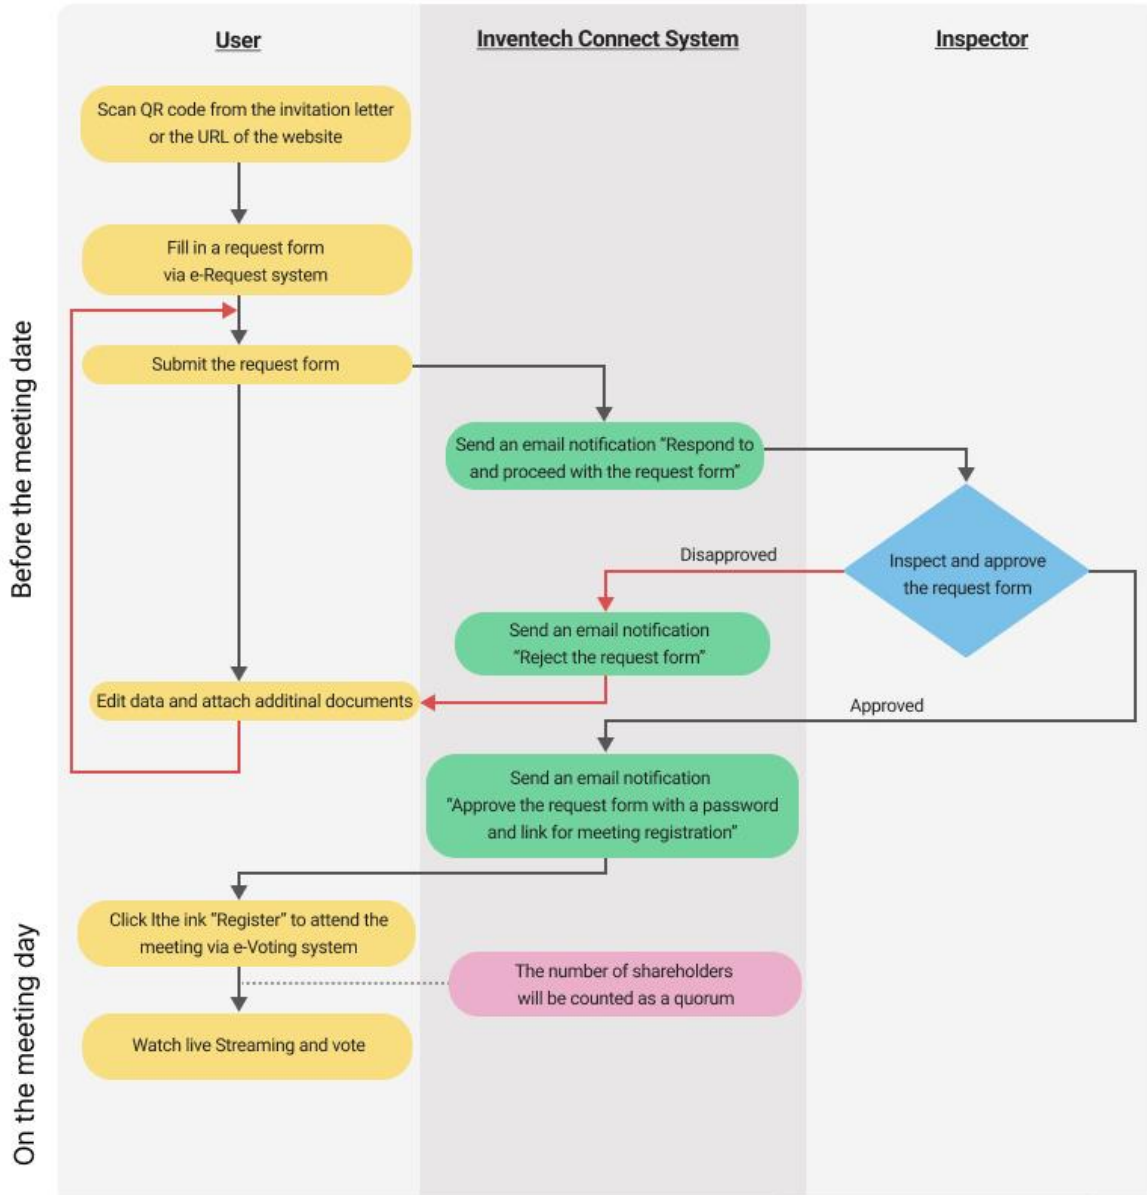 User
Inventech Connect System
Inspector
Before the meeting date
Scan QR code from the invitation letter
or the URL of the website
Fill in a request form
via e-Request system
Submit the request form
Send an email notification “Respond to
and proceed with the request form”
Disapproved
Inspect and approve
the request form
Send an email notification
“Reject the request form”
Edit data and attach additinal documents
Approved
Send an email notification
“Approve the request form with a password
and link for meeting registration”
On the meeting day
Click lthe ink “Register” to attend the
meeting via e-Voting system
The number of shareholders
will be counted as a quorum
Watch live Streaming and vote